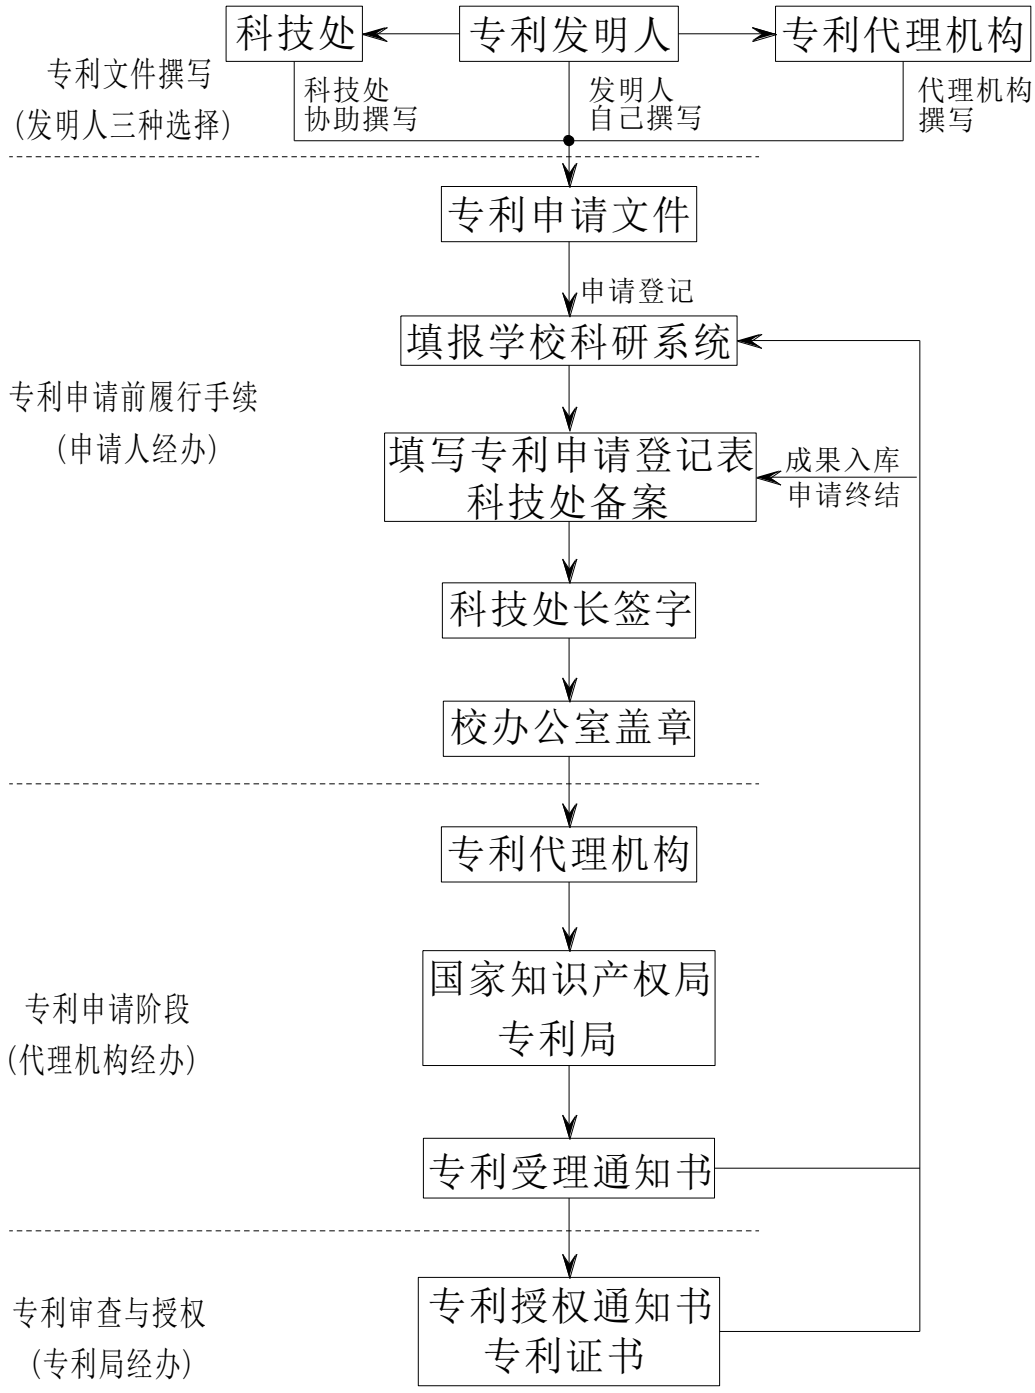 科技处
专利发明人
专利代理机构
专利文件撰写
(发明人三种选择)
科技处
协助撰写
发明人
自己撰写
代理机构
撰写
专利申请文件
申请登记
填报学校科研系统
专利申请前履行手续
(申请人经办)
填写专利申请登记表
科技处备案
成果入库
申请终结
科技处长签字
校办公室盖章
专利代理机构
国家知识产权局
专利局
专利申请阶段
(代理机构经办)
专利受理通知书
专利审查与授权
(专利局经办)
专利授权通知书
专利证书